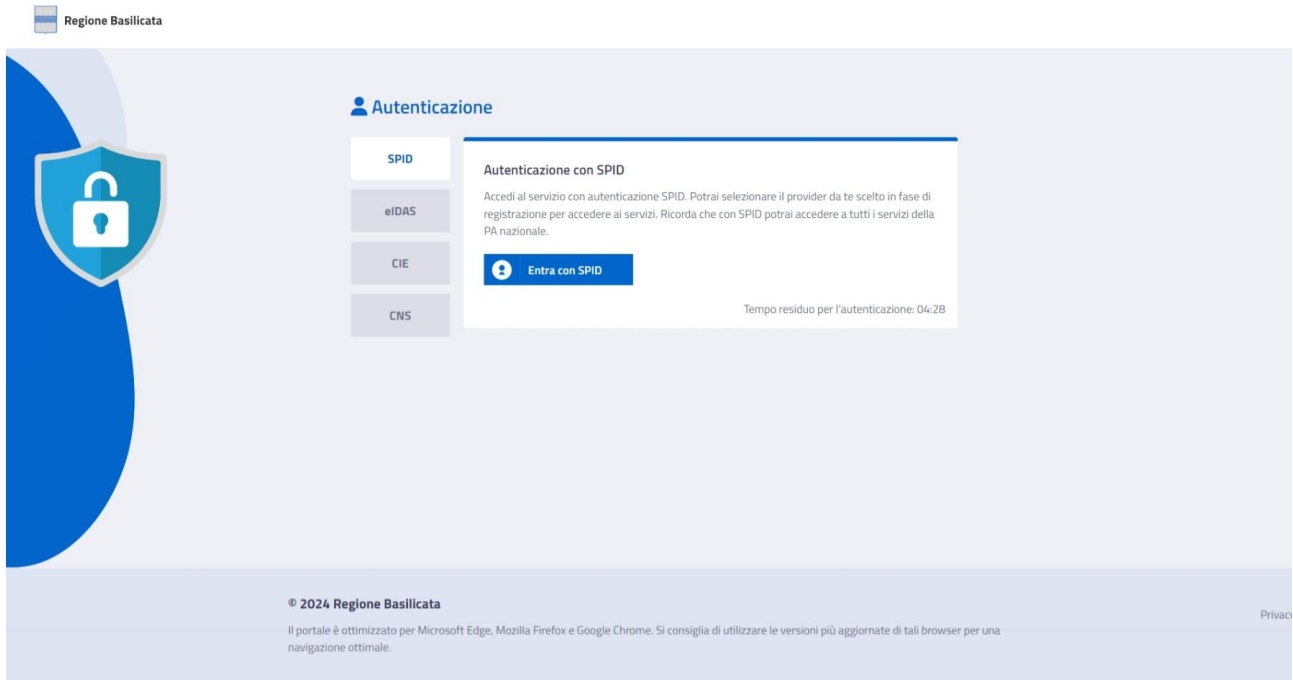 Regione Basilicata
Autenticazione
SPID
eIDAS
CIE
CNS
Autenticazione con SPID
Accedi al servizio con autenticazione SPID. Potrai selezionare il provider da te scelto in fase di
registrazione per accedere ai servizi. Ricorda che con SPID potrai accedere a tutti i servizi della
PA nazionale.
Entra con SPID
Tempo residuo per l'autenticazione: 04:28
© 2024 Regione Basilicata
Il portale è ottimizzato per Microsoft Edge, Mozilla Firefox e Google Chrome. Si consiglia di utilizzare le versioni più aggiornate di tali browser per una
navigazione ottimale.
Privacy